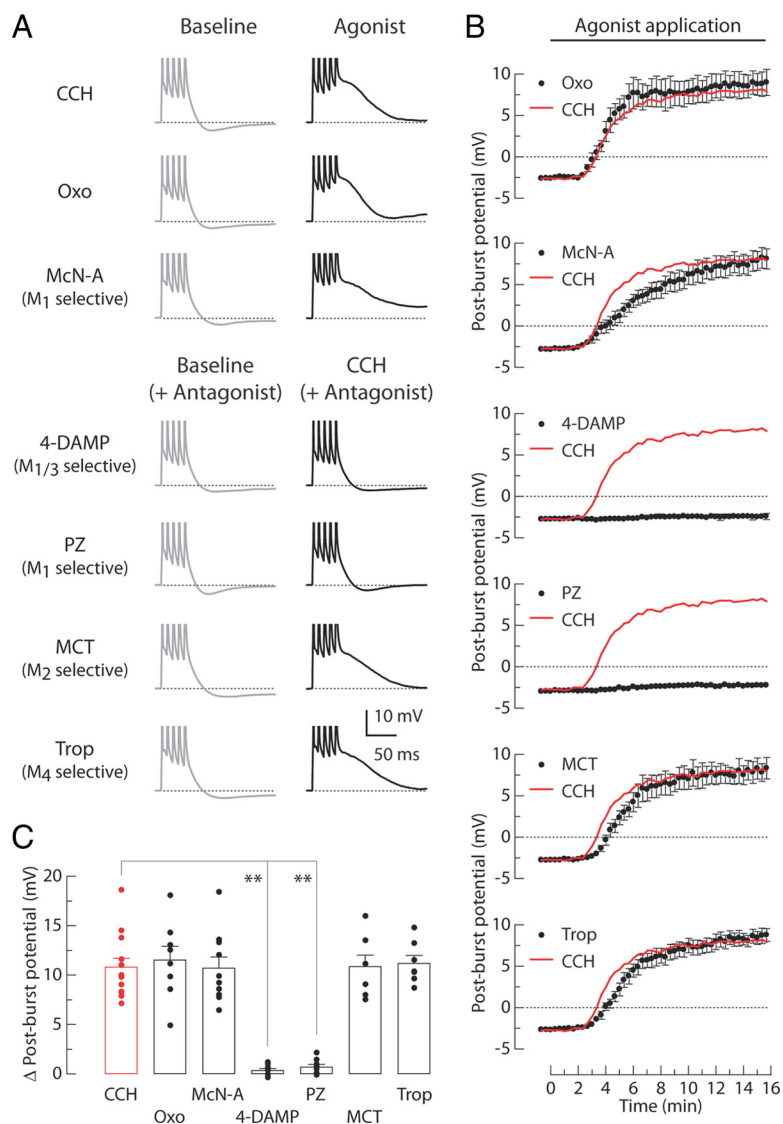 A
Baseline
Agonist
CCH
Oxo
McN-A
(M1 selective)
Baseline
(+ Antagonist)
CCH
(+ Antagonist)
4-DAMP
(M1/3 selective)
PZ
(M1 selective)
MCT
(M2 selective)
Trop
(M4 selective)
10 mV
50 ms
B
Agonist application
Oxo
CCH
10
5
0
-5
Post-burst potential (mV)
McN-A
CCH
10
5
0
-5
Post-burst potential (mV)
4-DAMP
CCH
10
5
0
-5
Post-burst potential (mV)
PZ
CCH
10
5
0
-5
Post-burst potential (mV)
MCT
CCH
10
5
0
-5
Post-burst potential (mV)
Trop
CCH
10
5
0
-5
Post-burst potential (mV)
0 2 4 6 8 10 12 14 16
Time (min)
C
20
15
10
5
0
Δ Post-burst potential (mV)
** **
CCH McN-A PZ Trop
Oxo 4-DAMP MCT